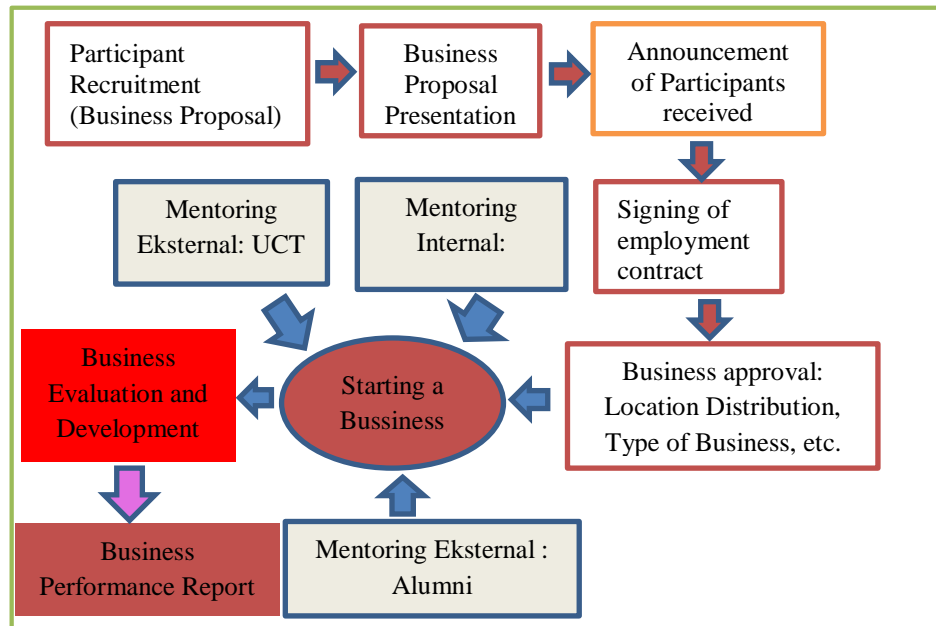 Participant
Recruitment
(Business Proposal)
Business
Proposal
Presentation
Announcement
of Participants
received
Mentoring
Eksternal: UCT
Mentoring
Internal:
Signing of
employment
contract
Business
Evaluation and
Development
Starting a
Bussiness
Business approval:
Location Distribution,
Type of Business, etc.
Business
Performance Report
Mentoring Eksternal :
Alumni